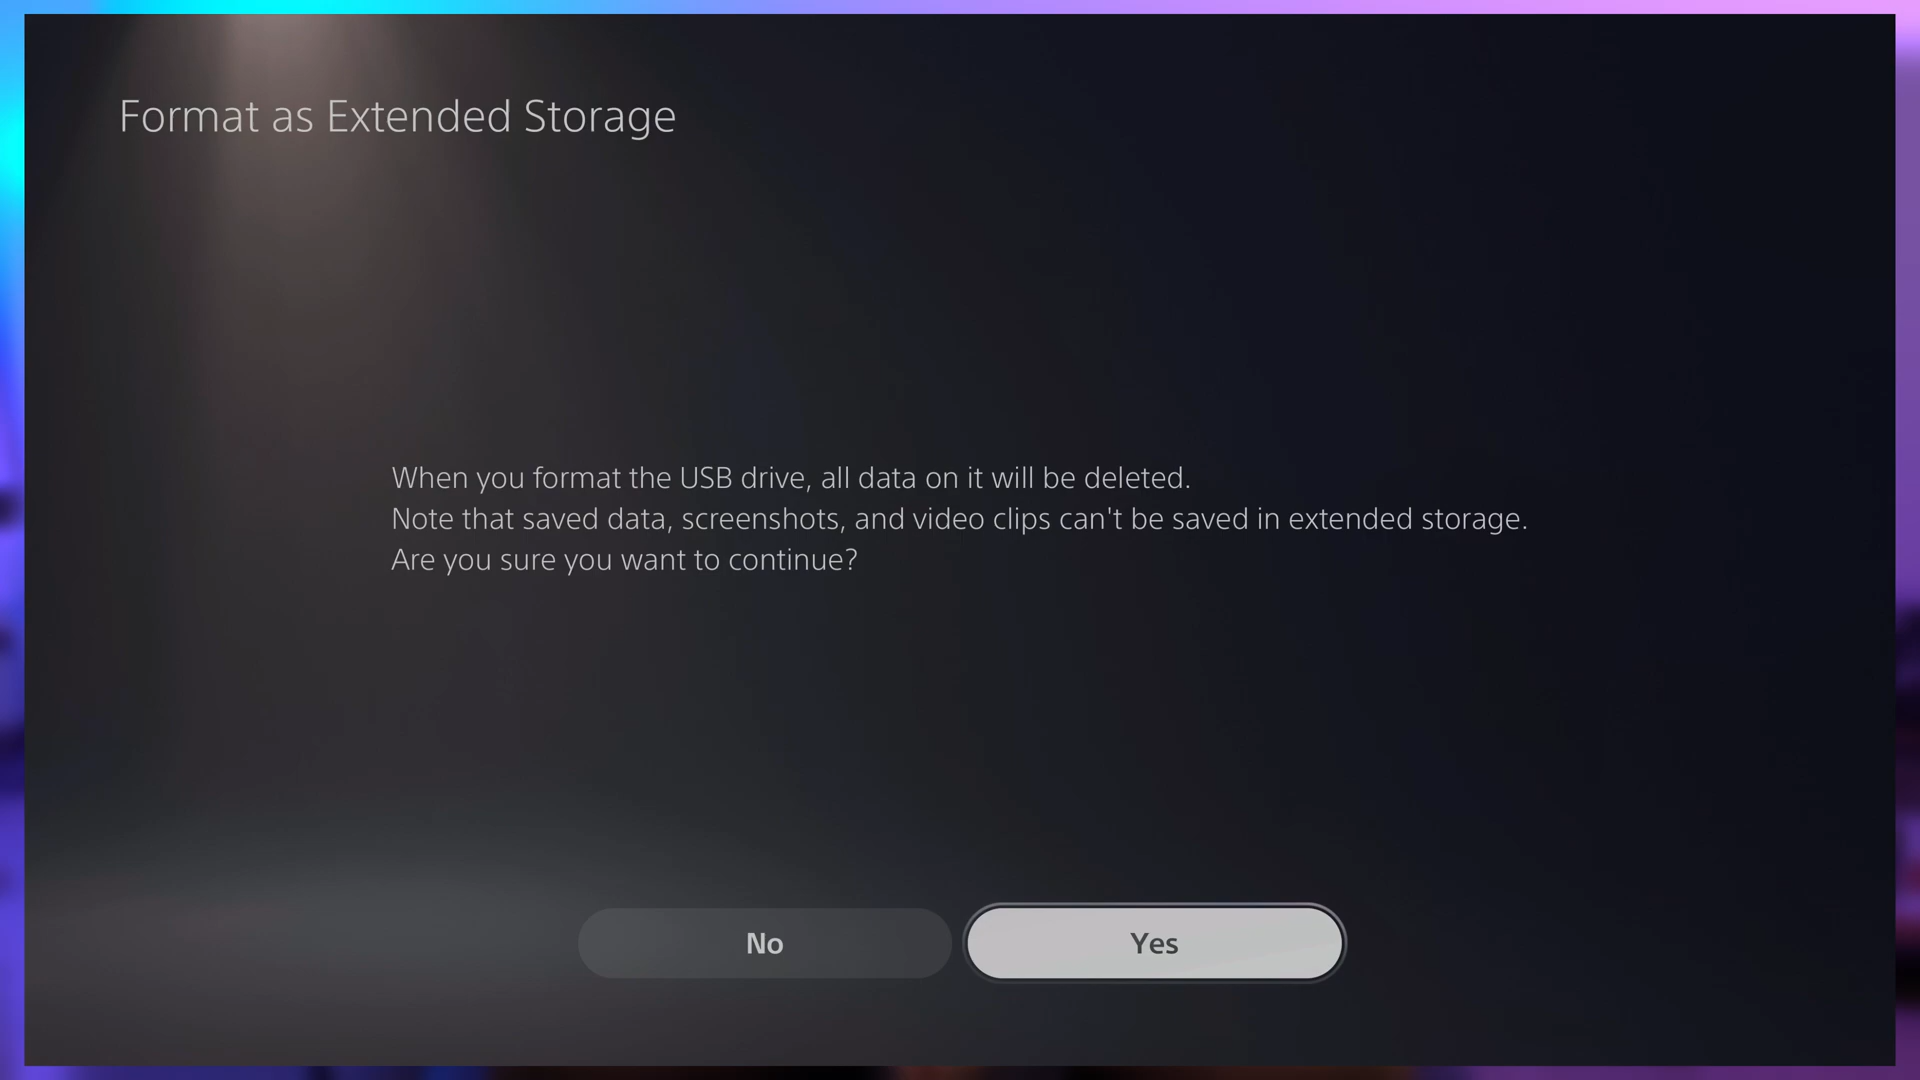 Format as Extended Storage
When you format the USB drive, all data on it will be deleted.
Note that saved data, screenshots, and video clips can't be saved in extended storage.
Are you sure you want to continue?
No
Yes